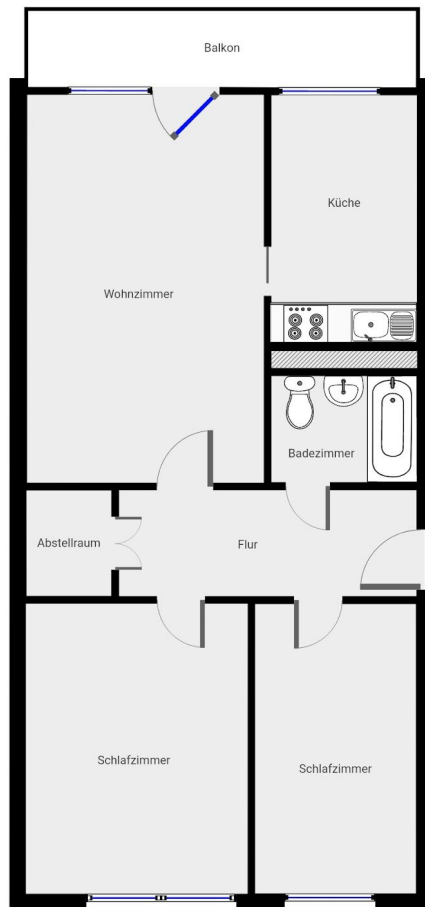 Balkon
Küche
Wohnzimmer
Badezimmer
Abstellraum
Flur
Schlafzimmer
Schlafzimmer